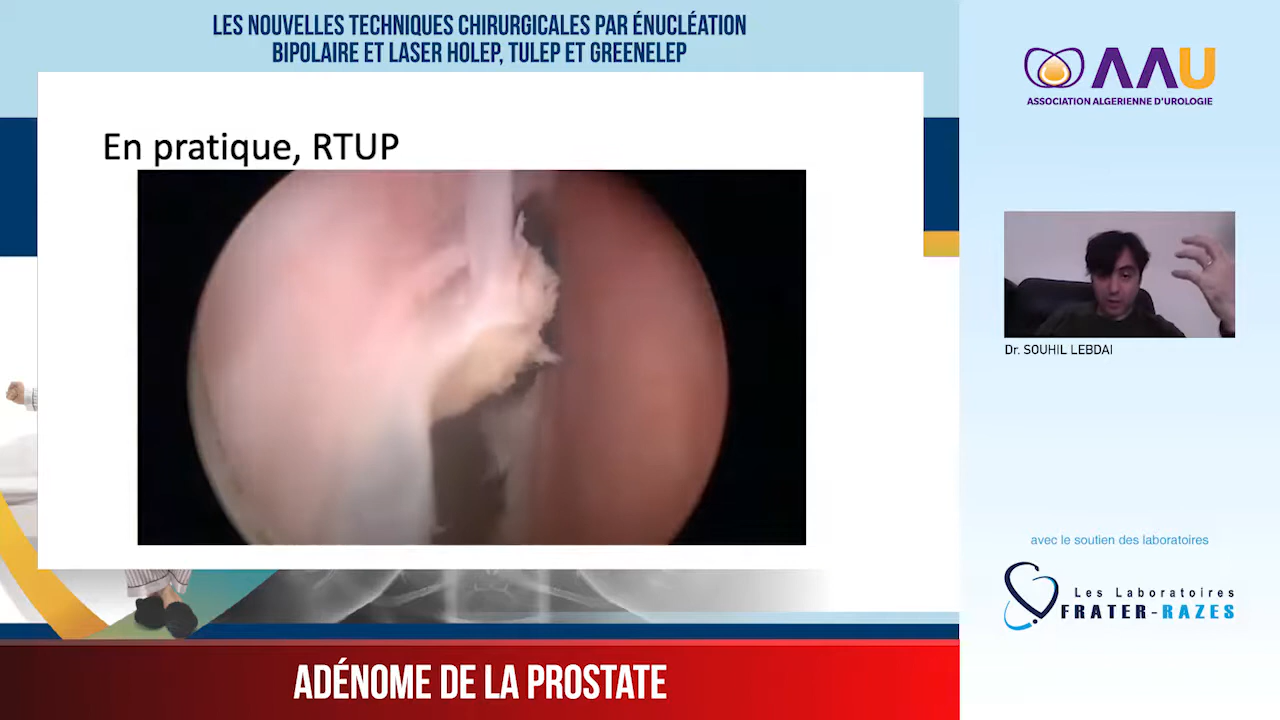 LES NOUVELLES TECHNIQUES CHIRURGICALES PAR ÉNUCLÉATION
BIPOLAIRE ET LASER HOLEP, TULEP ET GREENELEP
En pratique, RTUP
ADÉNOME DE LA PROSTATE
AAU
ASSOCIATION ALGERIENNE D'UROLOGIE
Dr. SOUHIL LEBDAI
avec le soutien des laboratoires
Les Laboratoires
FRATER-RAZES